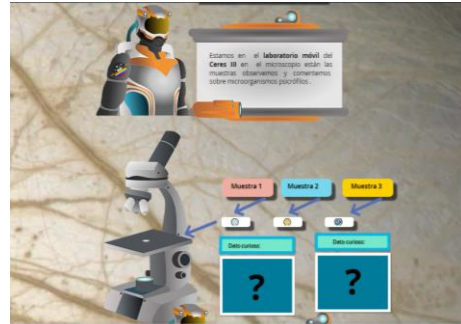 Estamos en el laboratorio móvil del
Ceres III en el microscopio están las
muestras observemos y comentemos
sobre microorganismos psicrófilos .
Muestra 1
Muestra 2
Muestra 3
Dato curioso:
Dato curioso:
?
?